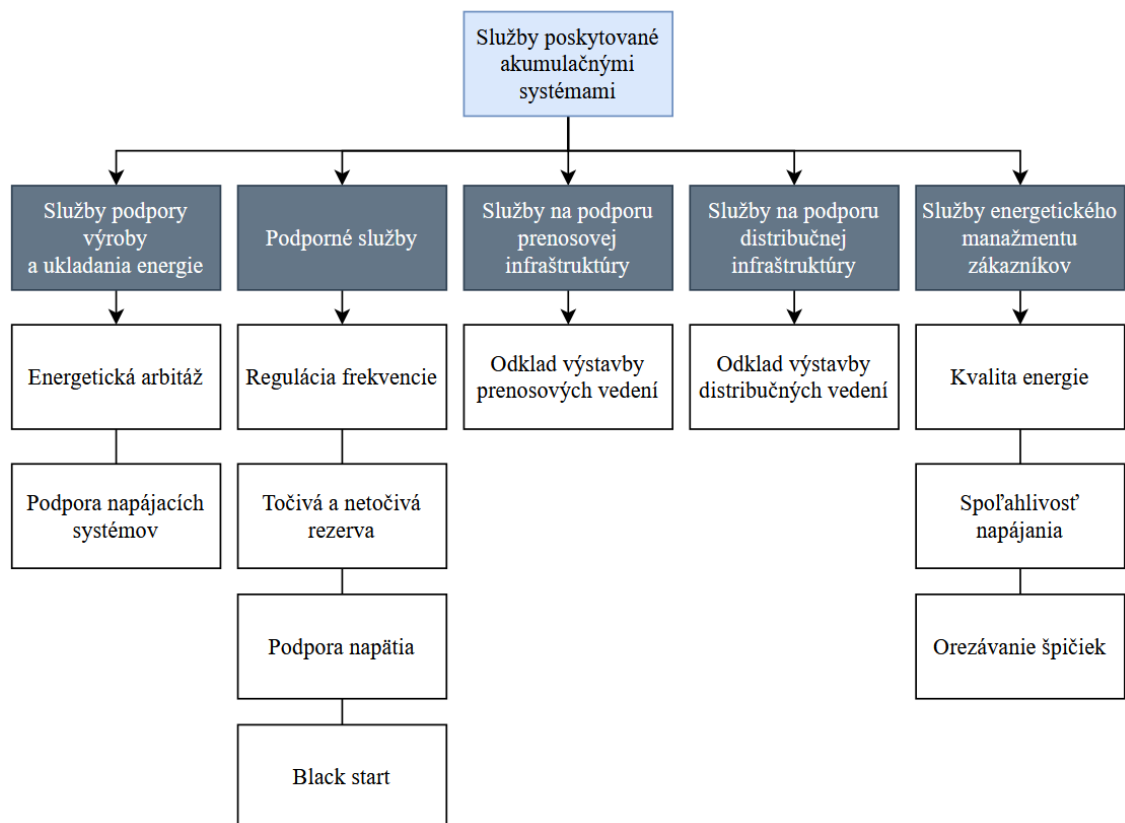 Služby poskytované
akumulačnými
systémami
Služby podpory
výroby
a ukladania energie
Podporné služby
Služby na podporu
prenosovej
infraštruktúry
Služby na podporu
distribučnej
infraštruktúry
Služby energetického
manažmentu
zákazníkov
Energetická arbitáž
Regulácia frekvencie
Odklad výstavby
prenosových vedení
Odklad výstavby
distribučných vedení
Kvalita energie
Podpora napájacích
systémov
Točivá a netočivá
rezerva
Spoľahlivosť
napájania
Podpora napätia
Orezávanie špičiek
Black start